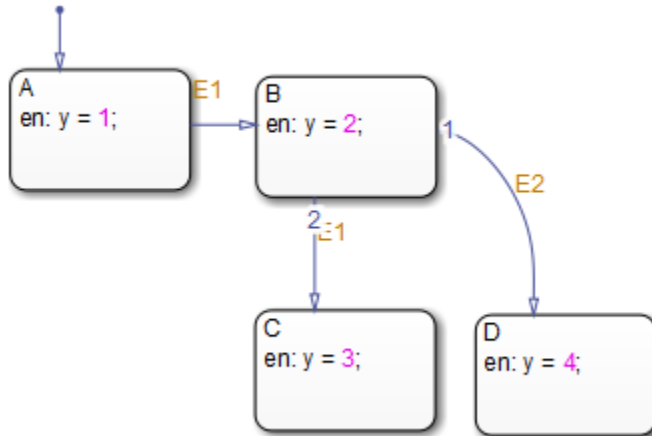 A
en: y = 1;
E1
B
en: y = 2;
1
E2
2
E1
C
en: y = 3;
D
en: y = 4;